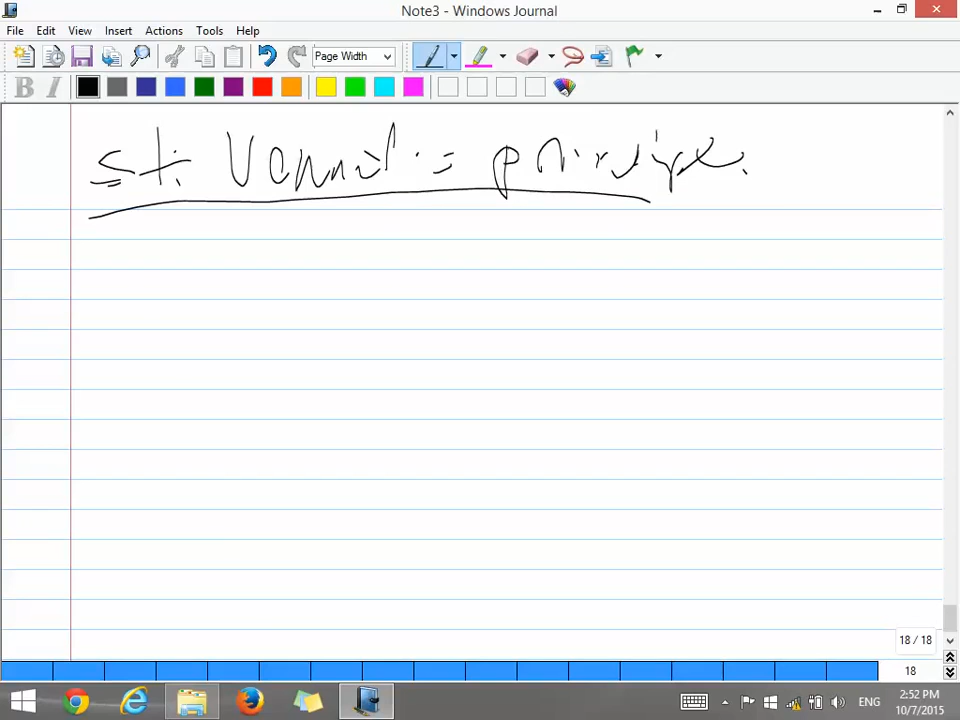 Note3 - Windows Journal
File Edit View Insert Actions Tools Help
Page Width
B I
St. Venant's principle.
18 / 18
18
ENG
2:52 PM
10/7/2015